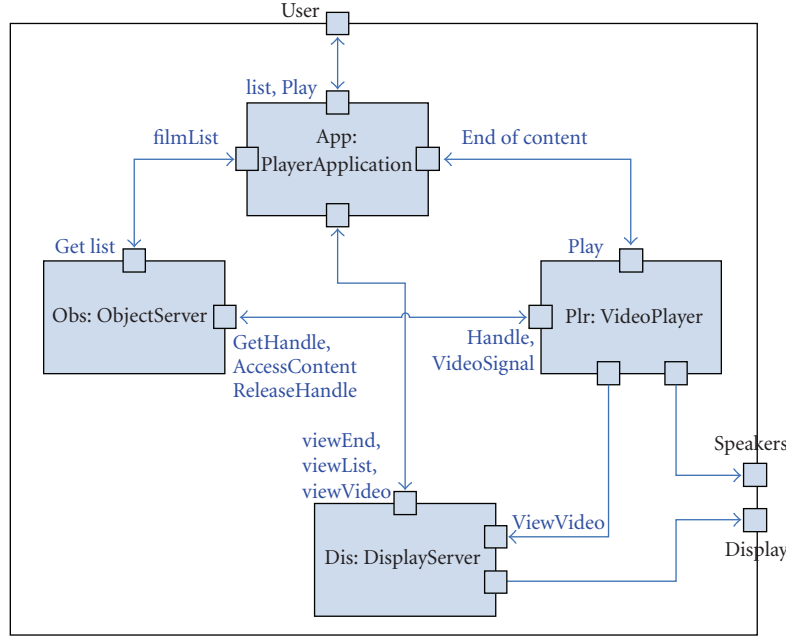 User
list, Play
App:
PlayerApplication
filmList
End of content
Get list
Play
Obs: ObjectServer
Plr: VideoPlayer
GetHandle,
AccessContent
ReleaseHandle
Handle,
VideoSignal
viewEnd,
viewList,
viewVideo
Speakers
ViewVideo
Display
Dis: DisplayServer